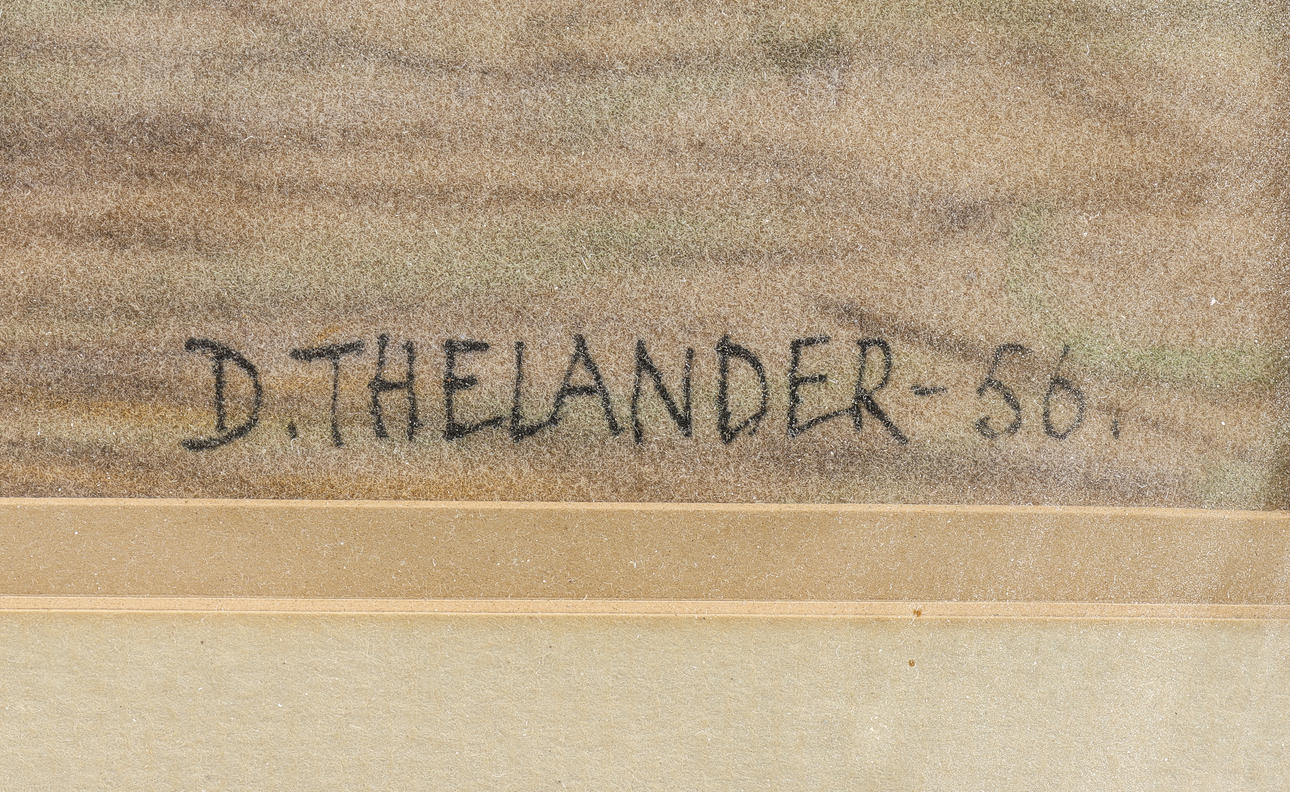 D. THELANDER - 56.